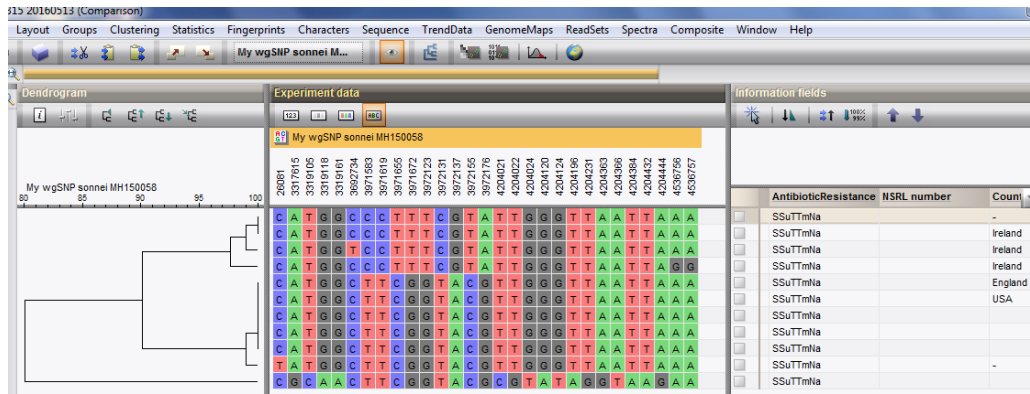 315 20160513 (Comparison)
Layout Groups Clustering Statistics Fingerprints Characters Sequence TrendData GenomeMaps ReadSets Spectra Composite Window Help
My wgSNP sonnei M...
Dendrogram
Experiment data
Information fields
123 ABC
My wgSNP sonnei MH150058
My wgSNP sonnei MH150058
80 85 90 95 100
26081 3317615 3319105 3319118 3319161 3692734 3971583 3971619 3971655 3971672 3972123 3972131 3972137 3972155 3972176 4204021 4204022 4204024 4204120 4204124 4204196 4204231 4204363 4204366 4204384 4204432 4204444 4536756 4536757
AntibioticResistance NSRL number Count
C A T G G C C C T T T C G T A T T G G G T T A A T T A A A SSuTTmNa -
C A T G G C C C T T T C G T A T T G G G T T A A T T A A A SSuTTmNa Ireland
C A T G G T C C T T T C G T A T T G G G T T A A T T A A A SSuTTmNa Ireland
C A T G G C C C T T T C G T A T T G G G T T A A T T A G G SSuTTmNa Ireland
C A T G G C T T C G G T A C G T T G G G T T A A T T A A A SSuTTmNa England
C A T G G C T T C G G T A C G T T G G G T T A A T T A A A SSuTTmNa USA
C A T G G C T T C G G T A C G T T G G G T T A A T T A A A SSuTTmNa
C A T G G C T T C G G T A C G T T G G G T T A A T T A A A SSuTTmNa
C A T G G C T T C G G T A C G T T G G G T T A A T T A A A SSuTTmNa
T A T G G C T T C G G T A C G T T G G G T T A A T T A A A SSuTTmNa -
C G C A A C T T C G G T A C G C G T A T A G G T A A G A A SSuTTmNa